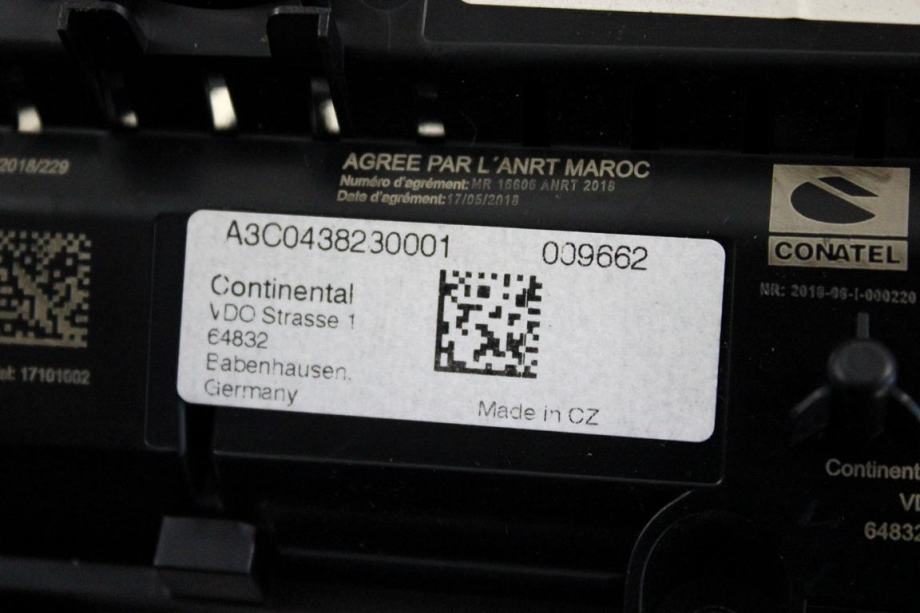 2018/229
AGREE PAR L'ANRT MAROC
Numéro d'agrément: MR 16606 ANRT 2018
Date d'agrément: 17/05/2018
CONATEL
NR: 2018-08-I-000220
17101002
A3C0438230001 009662
Continental
VDO Strasse 1
64832
Babenhausen,
Germany
Made in CZ
Continent
VD
64832